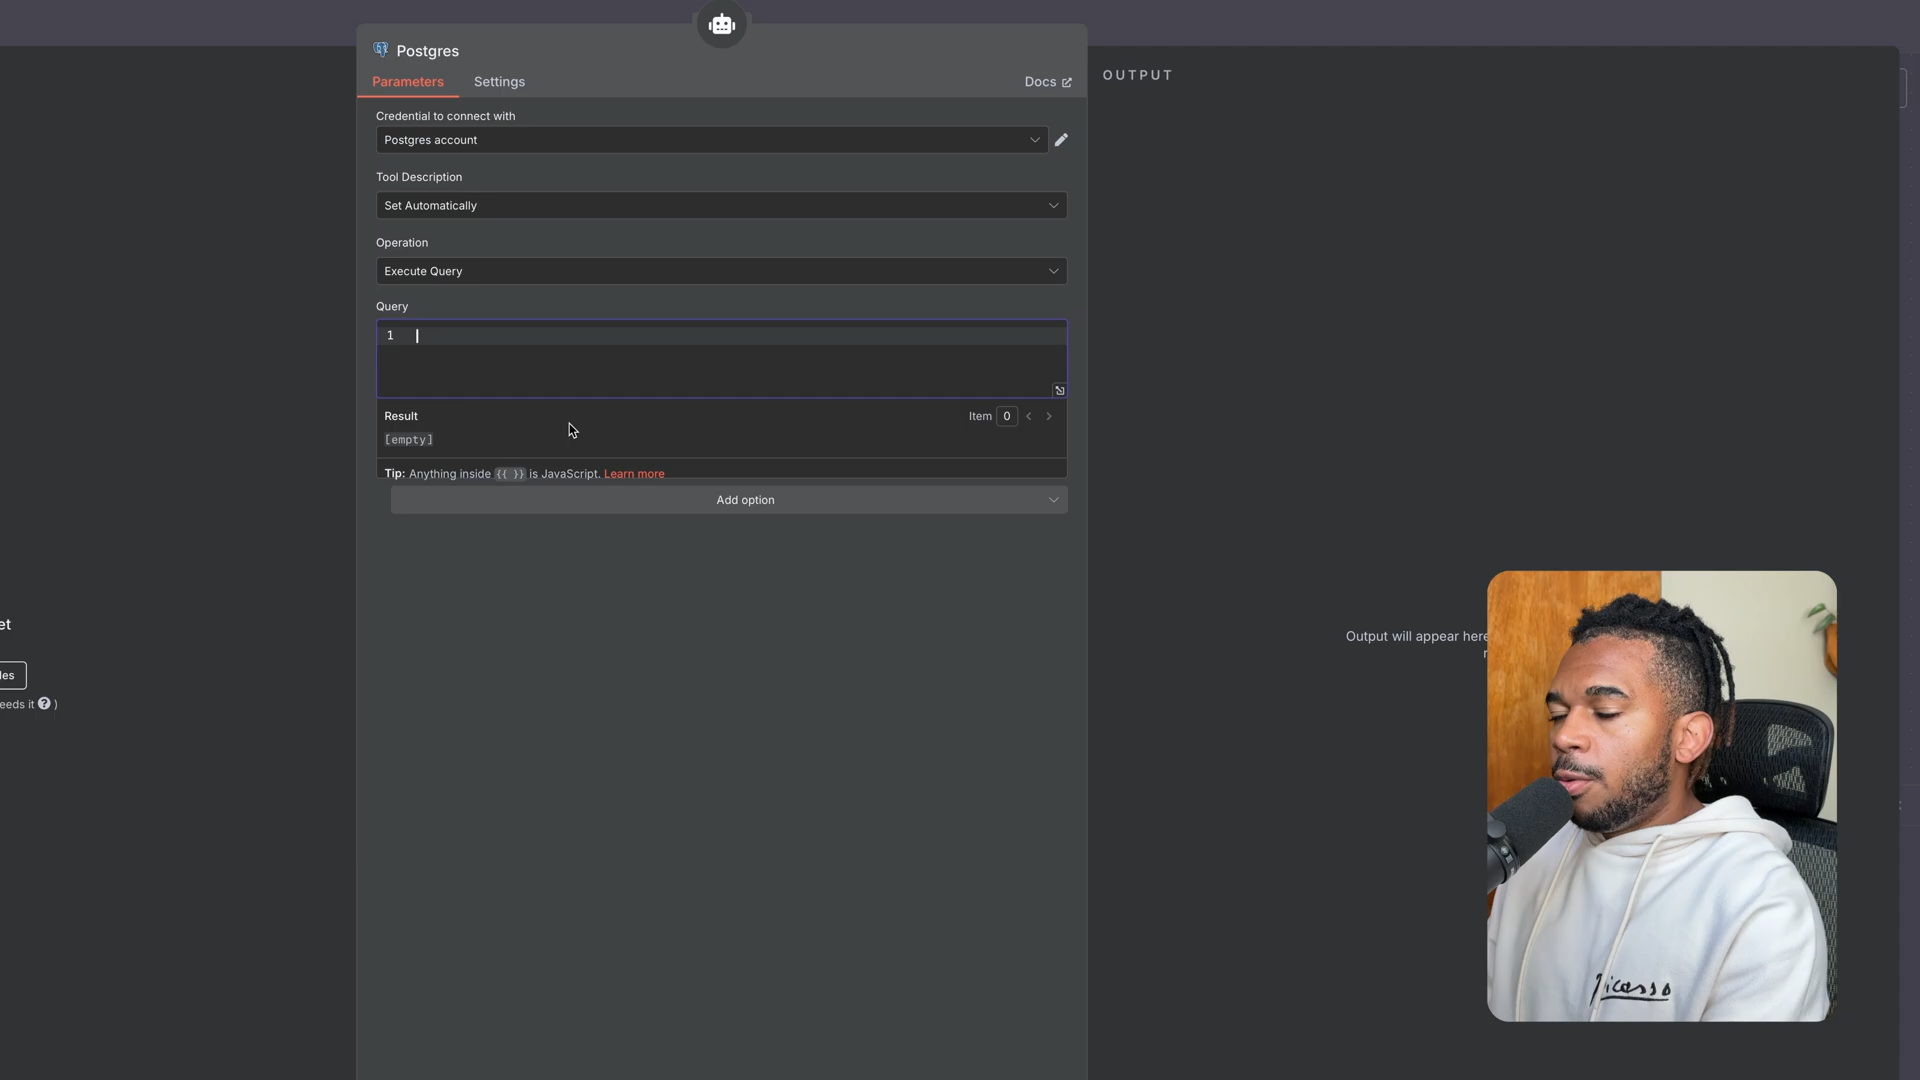 Postgres
Parameters
Settings
Docs
OUTPUT
Credential to connect with
Postgres account
Tool Description
Set Automatically
Operation
Execute Query
Query
1
Result
Item 0
[empty]
Tip: Anything inside {{ }} is JavaScript. Learn more
Add option
et
les
eeds it ? )
Output will appear here
Picasso